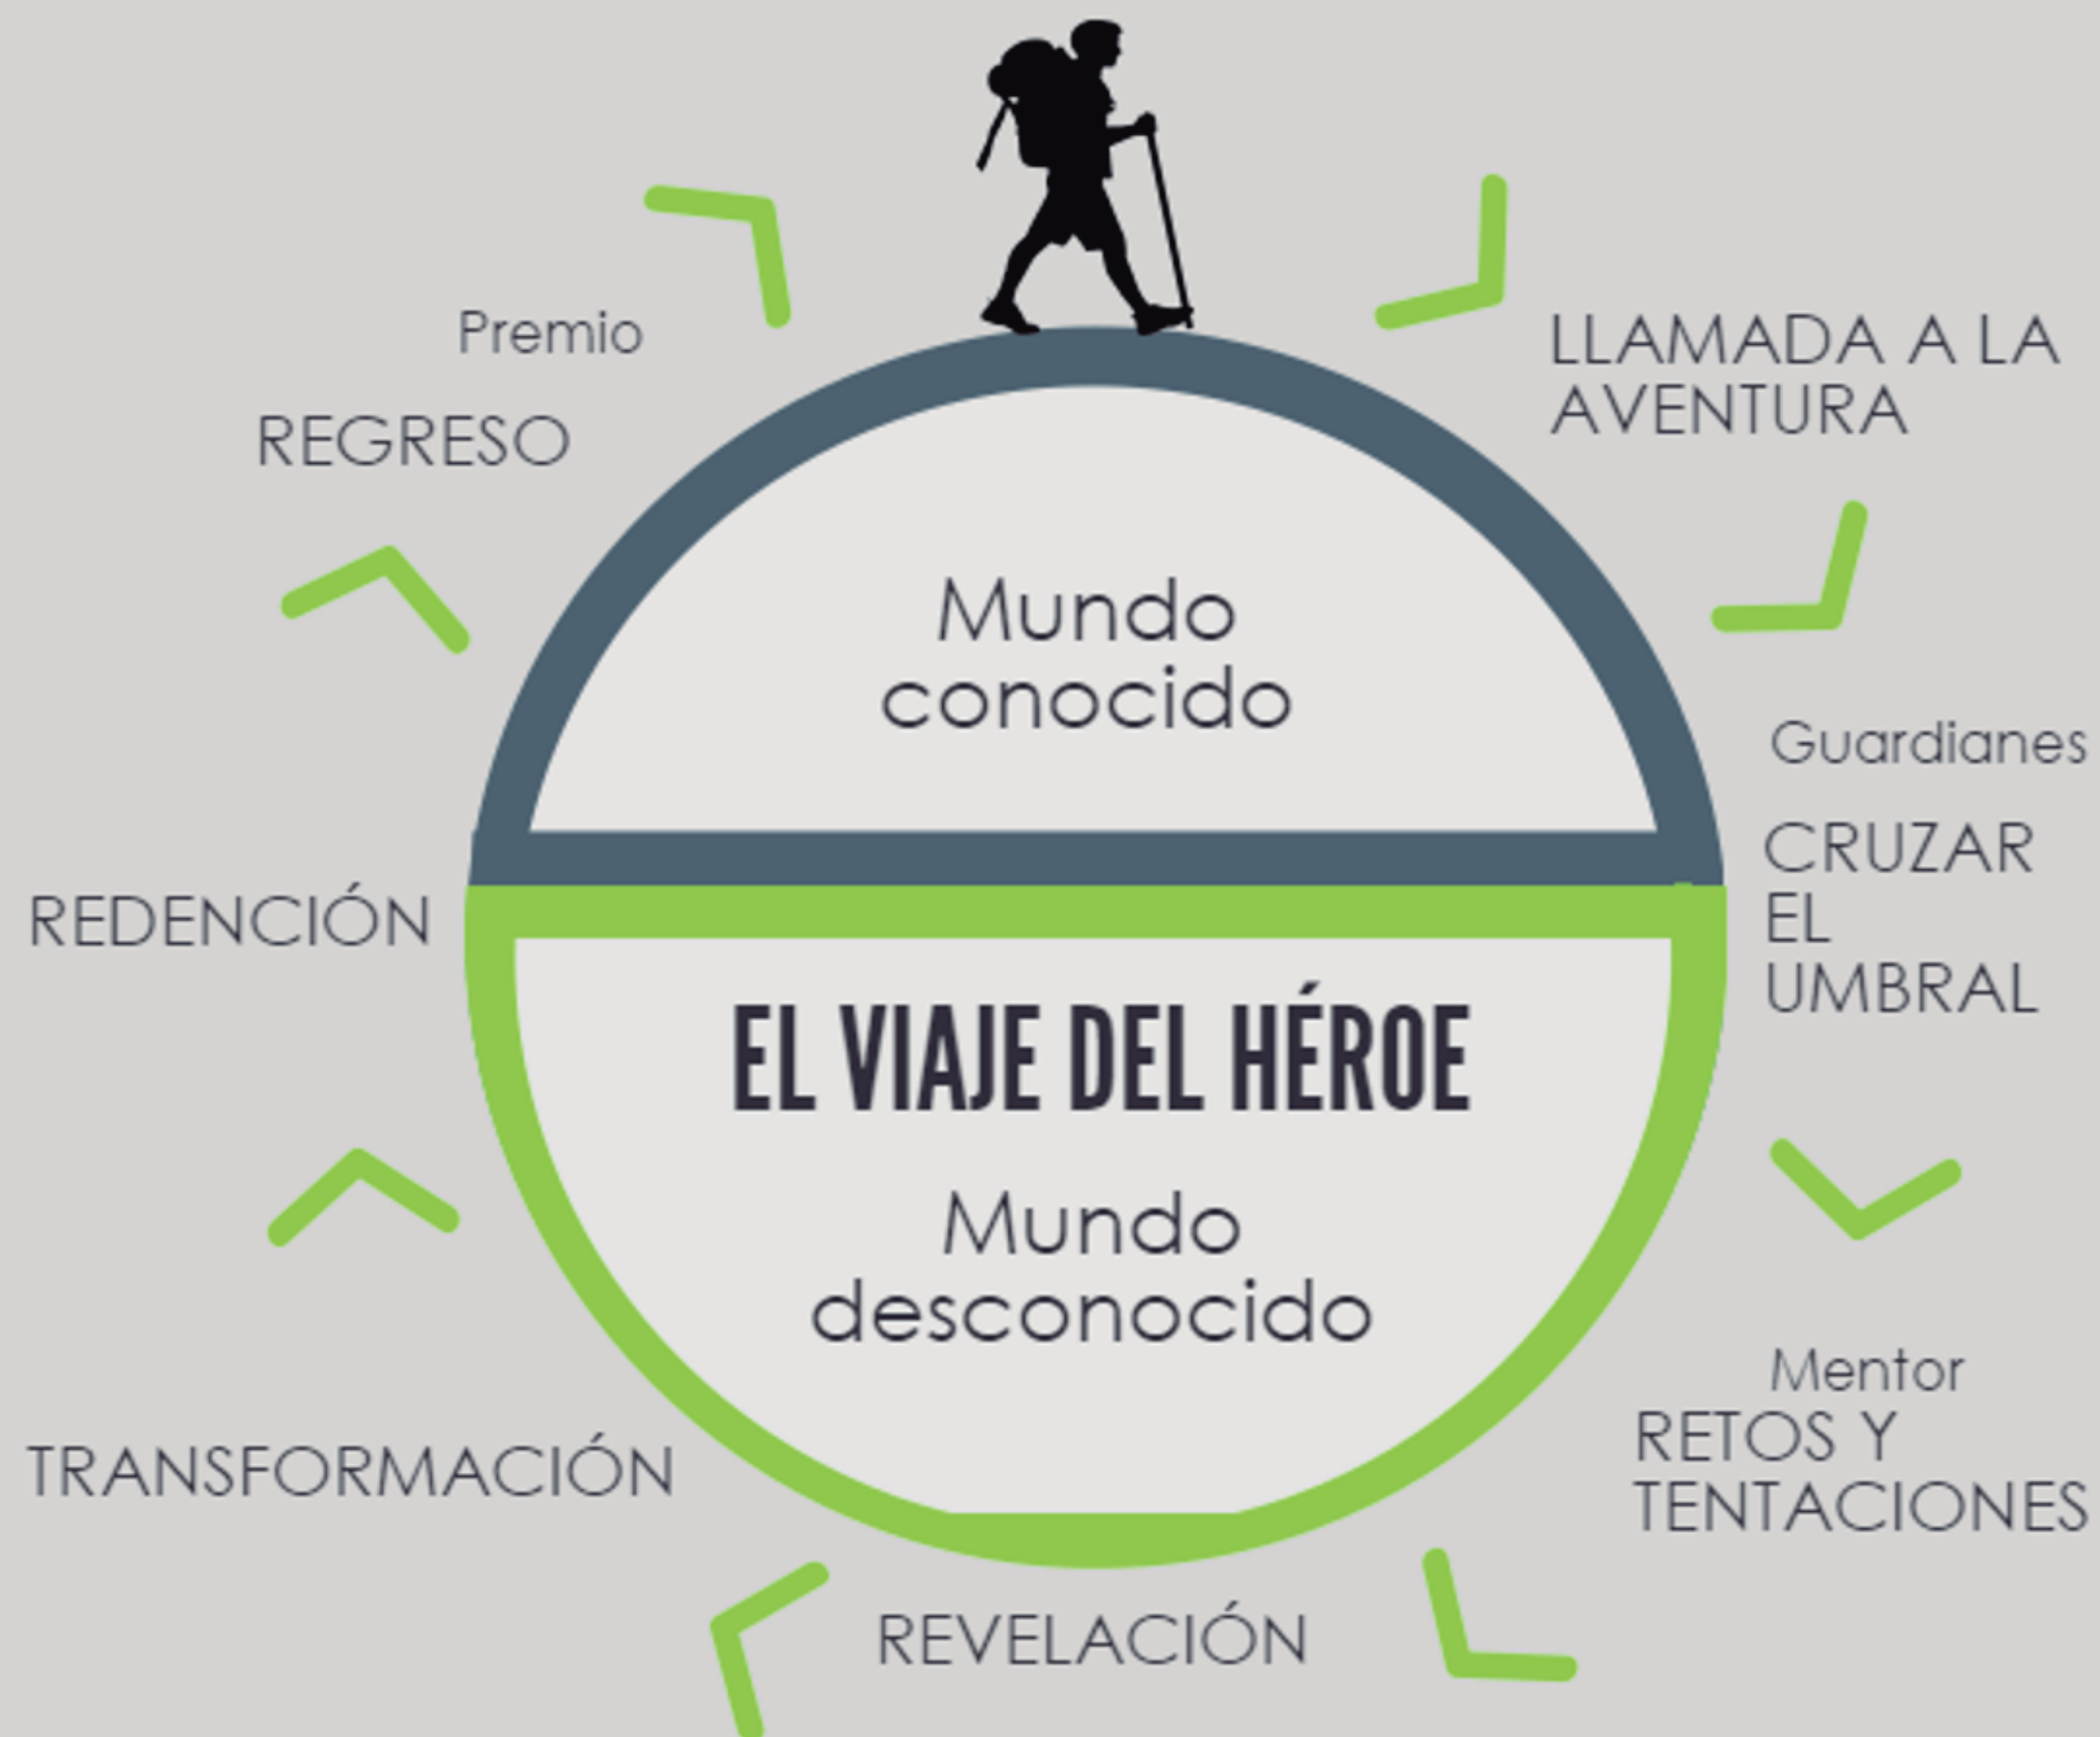 Premio
REGRESO
LLAMADA A LA
AVENTURA
Mundo
conocido
Guardianes
CRUZAR
EL
UMBRAL
REDENCIÓN
EL VIAJE DEL HÉROE
Mundo
desconocido
Mentor
RETOS Y
TENTACIONES
TRANSFORMACIÓN
REVELACIÓN